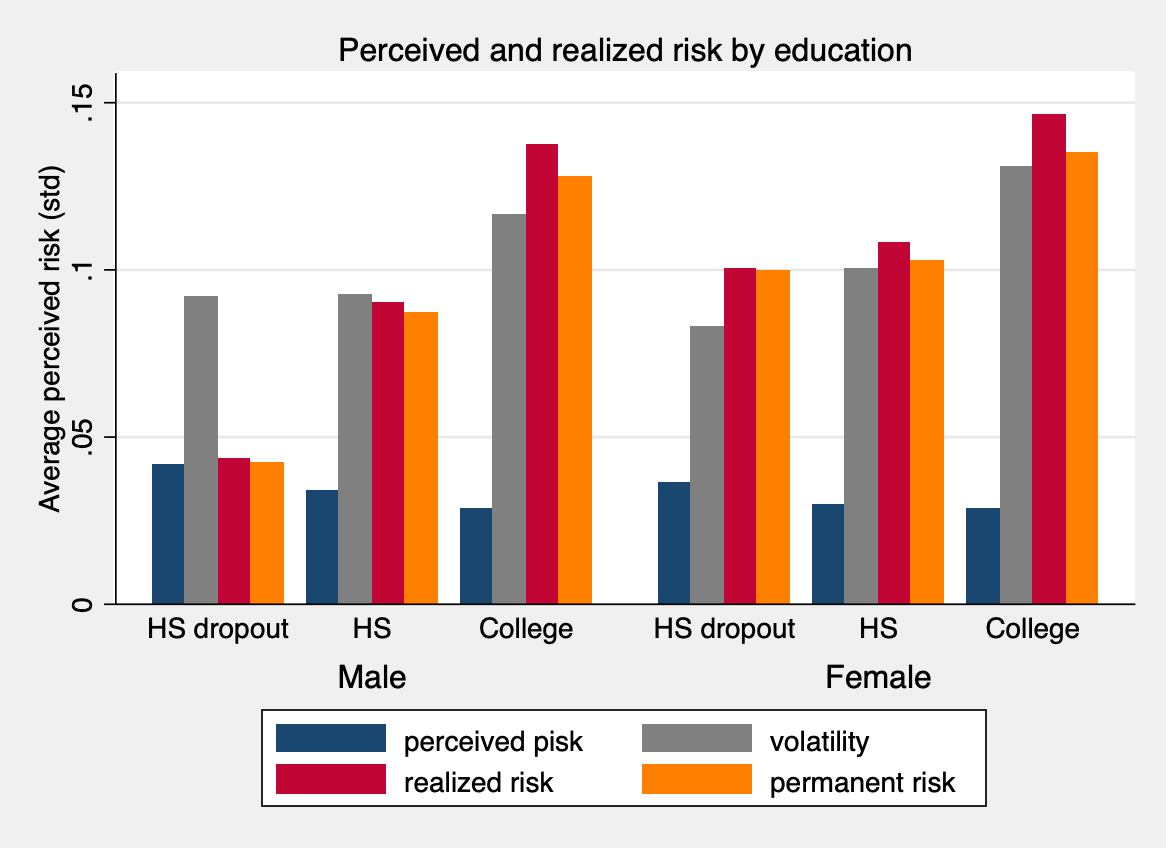 Perceived and realized risk by education
Average perceived risk (std)
.15
.1
.05
0
HS dropout HS College HS dropout HS College
Male Female
perceived pisk volatility
realized risk permanent risk